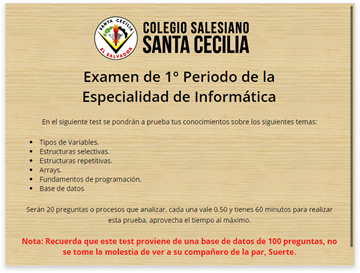 SANTA CECILIA
EL SALVADOR
COLEGIO SALESIANO
SANTA CECILIA
Examen de 1° Periodo de la
Especialidad de Informática
En el siguiente test se pondrán a prueba tus conocimientos sobre los siguientes temas:
Tipos de Variables.
Estructuras selectivas.
Estructuras repetitivas.
Arrays.
Fundamentos de programación.
Base de datos
Serán 20 preguntas o procesos que analizar, cada una vale 0.50 y tienes 60 minutos para realizar
esta prueba, aprovecha el tiempo al máximo.
Nota: Recuerda que este test proviene de una base de datos de 100 preguntas, no
se tome la molestia de ver a su compañero de la par, Suerte.